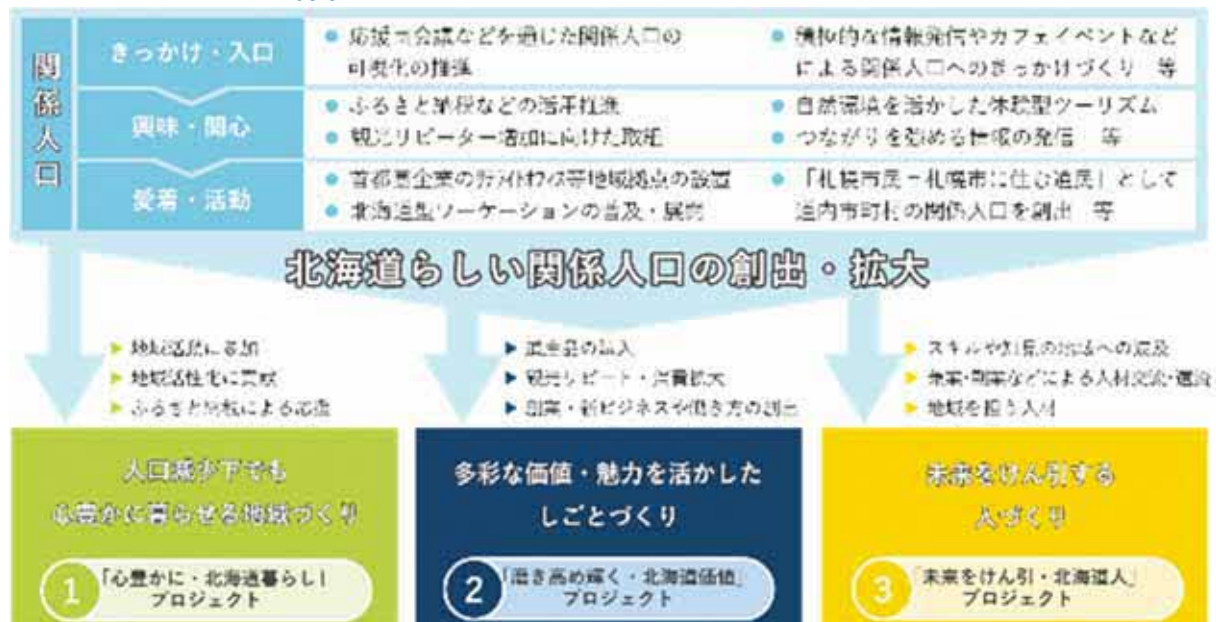 関係人口
きっかけ・入口
● 応援団会議などを通じた関係人口の
可視化の推進
● 積極的な情報発信やカフェイベントなど
による関係人口へのきっかけづくり 等
興味・関心
● ふるさと納税などの活用推進
● 観光リピーター増加に向けた取組
● 自然環境を活かした体験型ツーリズム
● つながりを強める情報の発信 等
愛着・活動
● 首都圏企業のサテライトオフィス等地域拠点の設置
● 北海道型ワーケーションの普及・展開
● 「札幌市民=札幌市に住む道民」として
道内市町村の関係人口を創出 等
北海道らしい関係人口の創出・拡大
▶ 地域活動に参加
▶ 地域活性化に貢献
▶ ふるさと納税による応援
▶ 道産品の購入
▶ 観光リピート・消費拡大
▶ 創業・新ビジネスや働き方の創出
▶ スキルや知見の地域への波及
▶ 兼業・副業などによる人材交流・還流
▶ 地域を担う人材
人口減少下でも
心豊かに暮らせる地域づくり
1
「心豊かに・北海道暮らし」
プロジェクト
多彩な価値・魅力を活かした
しごとづくり
2
「磨き高め輝く・北海道価値」
プロジェクト
未来をけん引する
人づくり
3
「未来をけん引・北海道人」
プロジェクト